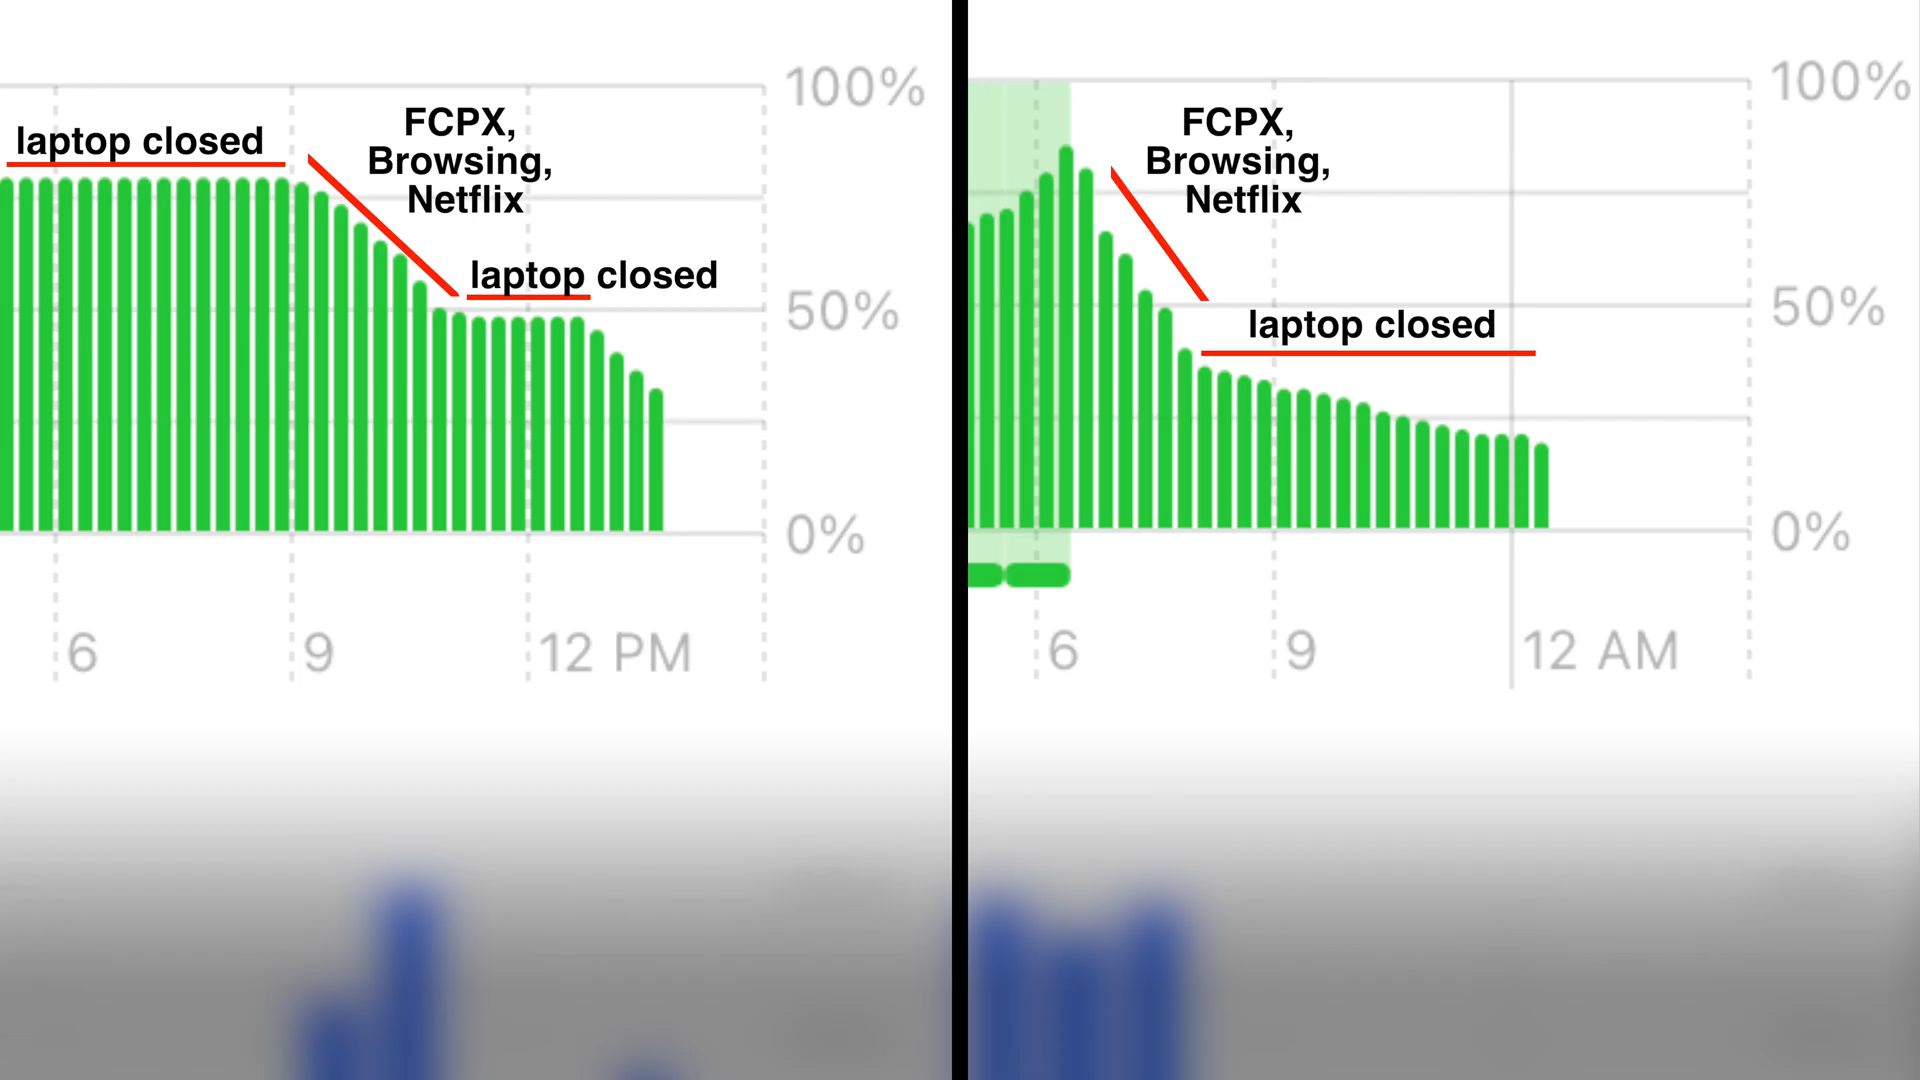 100%
laptop closed
FCPX,
Browsing,
Netflix
laptop closed
50%
0%
6
9
12 PM
100%
FCPX,
Browsing,
Netflix
50%
laptop closed
0%
6
9
12 AM